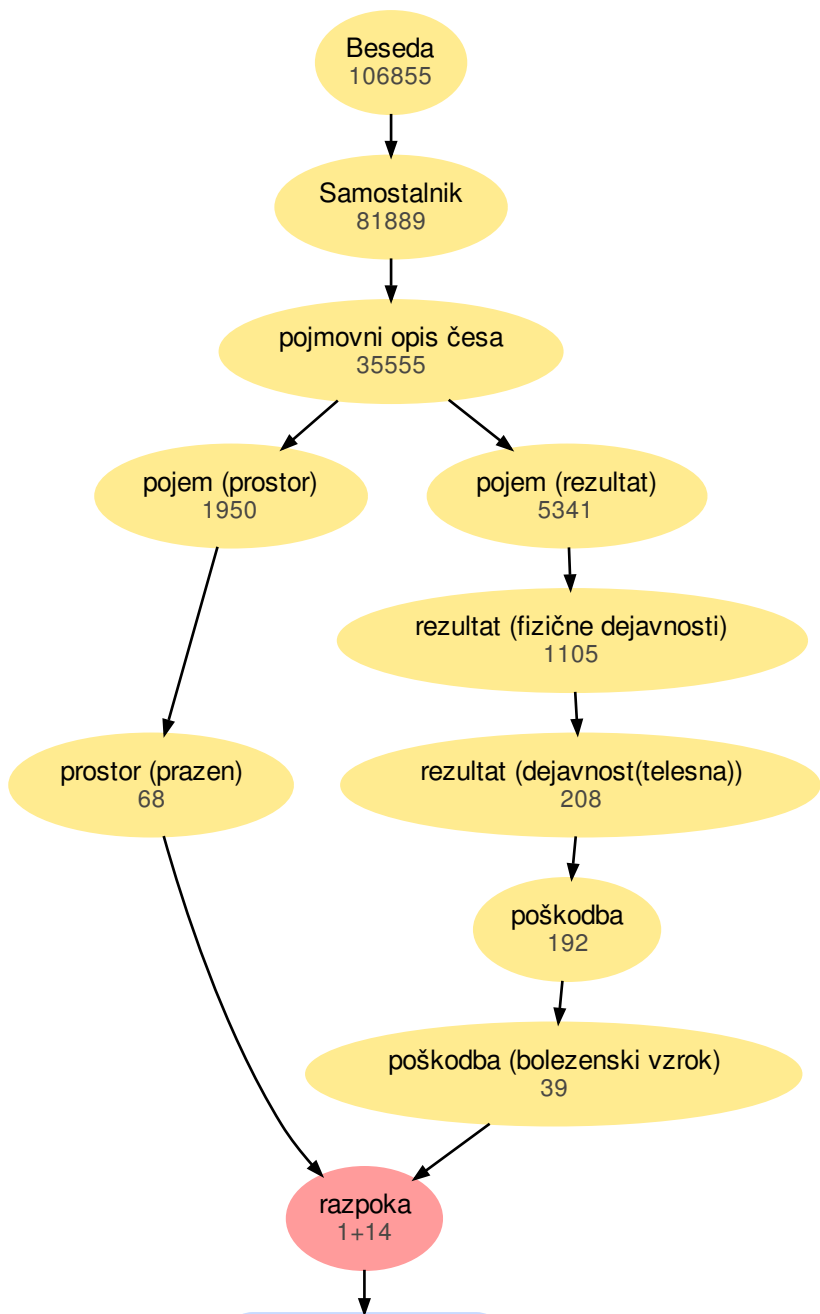 Beseda
106855
Samostalnik
81889
pojmovni opis česa
35555
pojem (prostor)
1950
pojem (rezultat)
5341
rezultat (fizične dejavnosti)
1105
prostor (prazen)
68
rezultat (dejavnost(telesna))
208
poškodba
192
poškodba (bolezenski vzrok)
39
razpoka
1+14